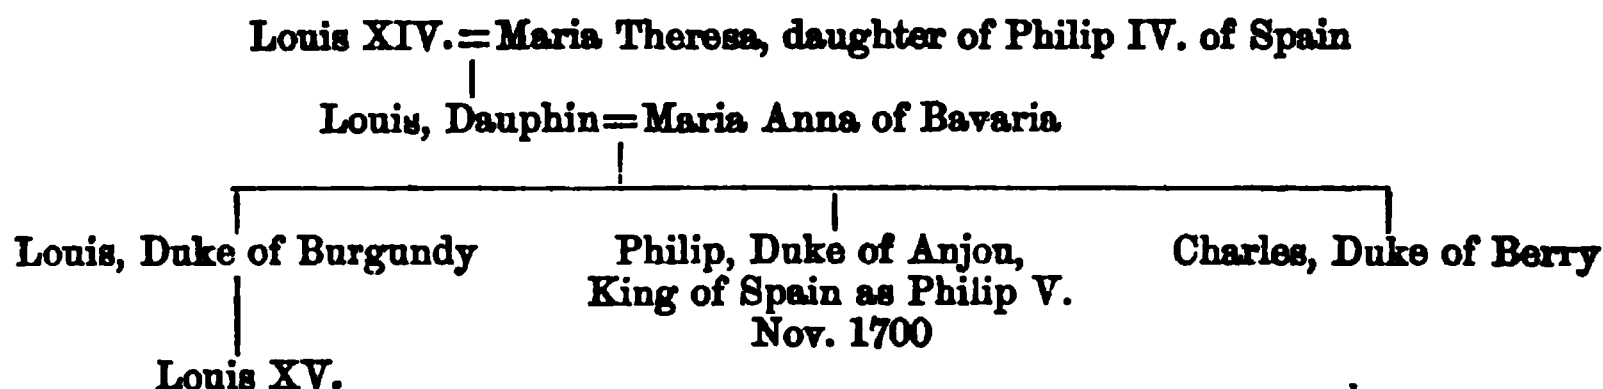 Louis XIV.=Maria Theresa, daughter of Philip IV. of Spain
Louis, Dauphin=Maria Anna of Bavaria
Louis, Duke of Burgundy
Philip, Duke of Anjou,
King of Spain as Philip V.
Nov. 1700
Charles, Duke of Berry
Louis XV.